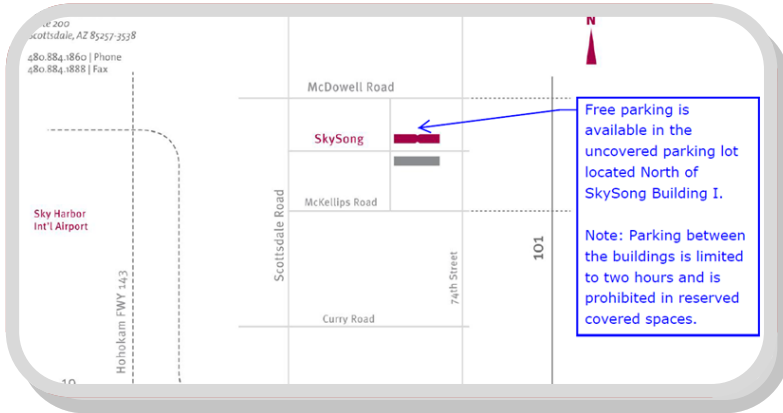 Scottsdale, AZ 85257-3538
480.884.1860 | Phone
480.884.1888 | Fax
N
McDowell Road
SkySong
McKellips Road
Scottsdale Road
74th Street
101
Curry Road
Sky Harbor
Int'l Airport
Hohokam FWY 143
Free parking is
available in the
uncovered parking lot
located North of
SkySong Building I.
Note: Parking between
the buildings is limited
to two hours and is
prohibited in reserved
covered spaces.